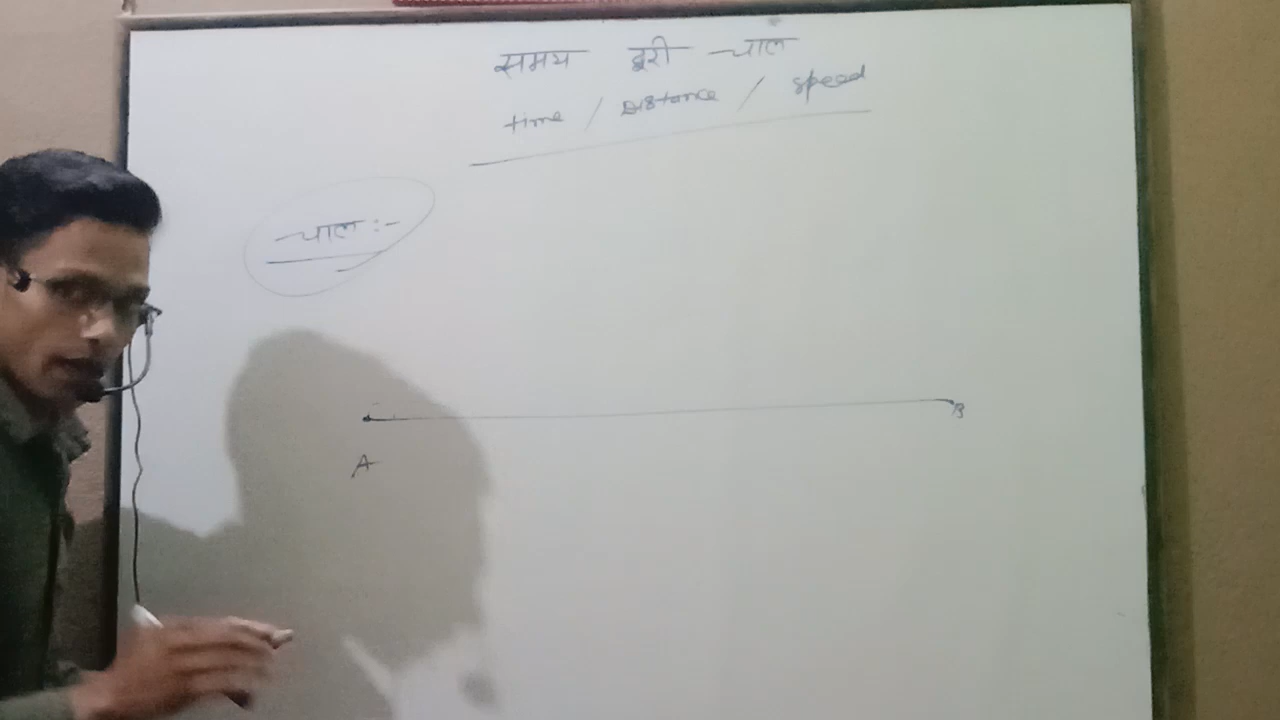 समय दूरी चाल
time / Distance / speed
चाल :-
A
B